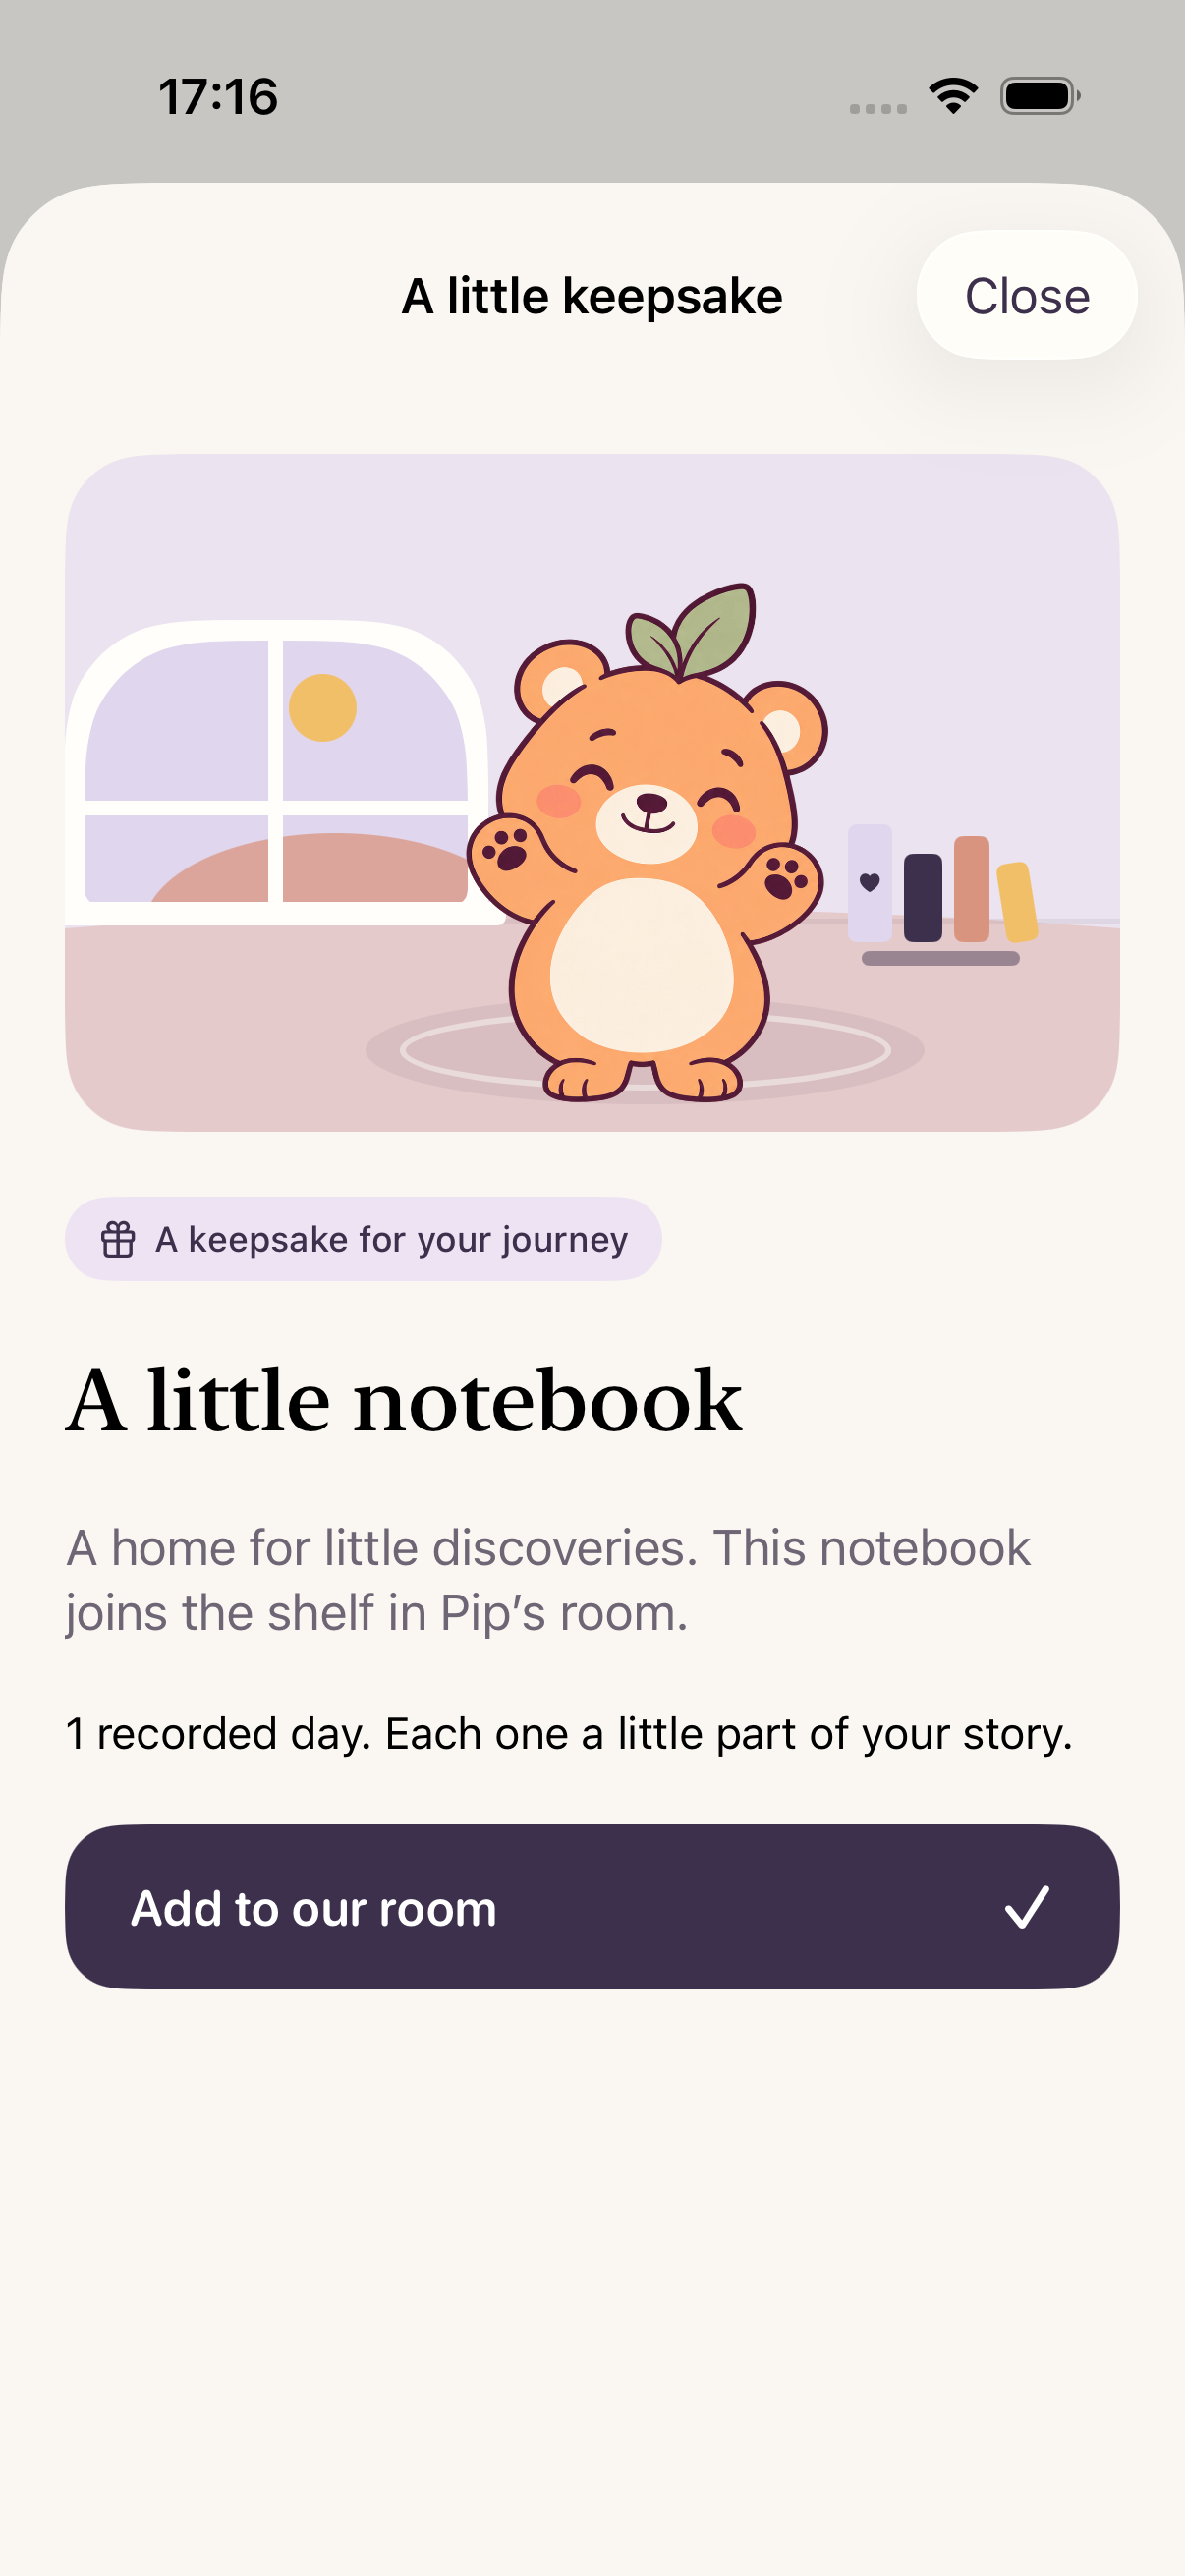 17:16
A little keepsake
Close
A keepsake for your journey
A little notebook
A home for little discoveries. This notebook
joins the shelf in Pip’s room.
1 recorded day. Each one a little part of your story.
Add to our room